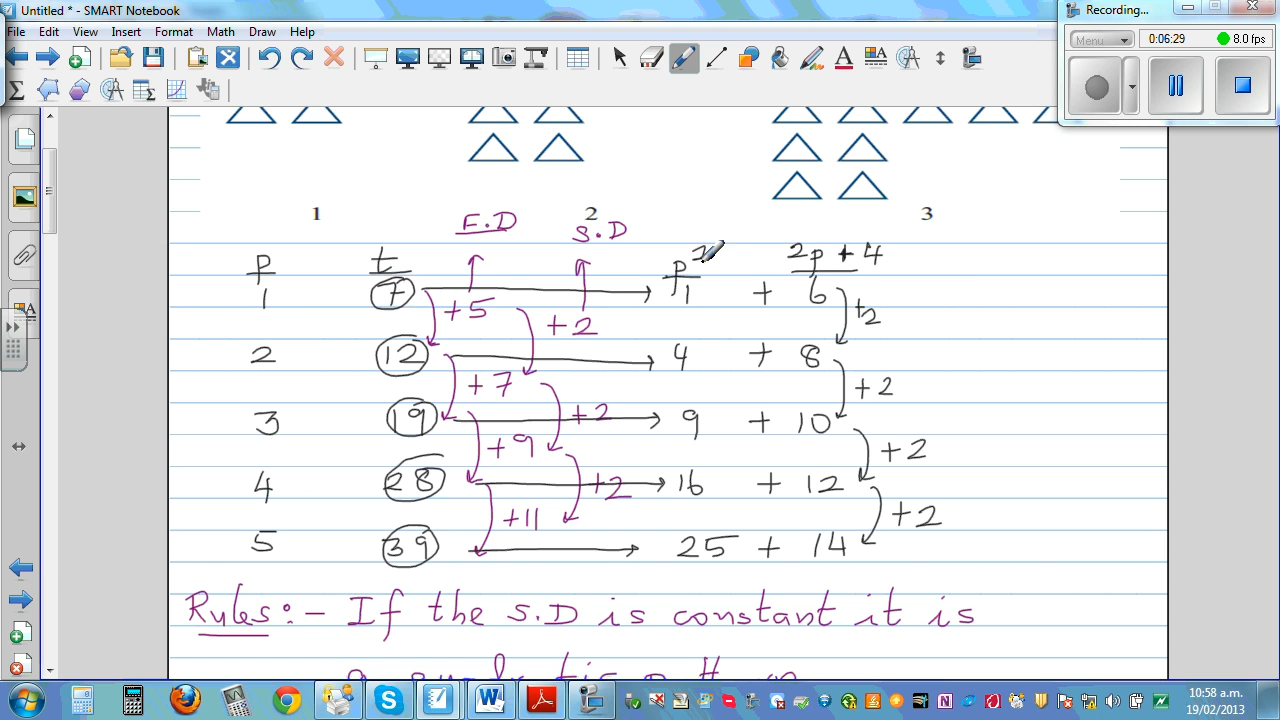 Untitled * - SMART Notebook
File Edit View Insert Format Math Draw Help
Recording...
Menu 00:06:29 8.0 fps
1 2 3
F.D S.D
p t p² 2p + 4
1 7 +5 +2 1 + 6 +2
2 12 +7 +2 4 + 8 +2
3 19 +9 +2 9 + 10 +2
4 28 +11 16 + 12 +2
5 39 25 + 14
Rules:- If the S.D is constant it is
10:58 a.m.
19/02/2013